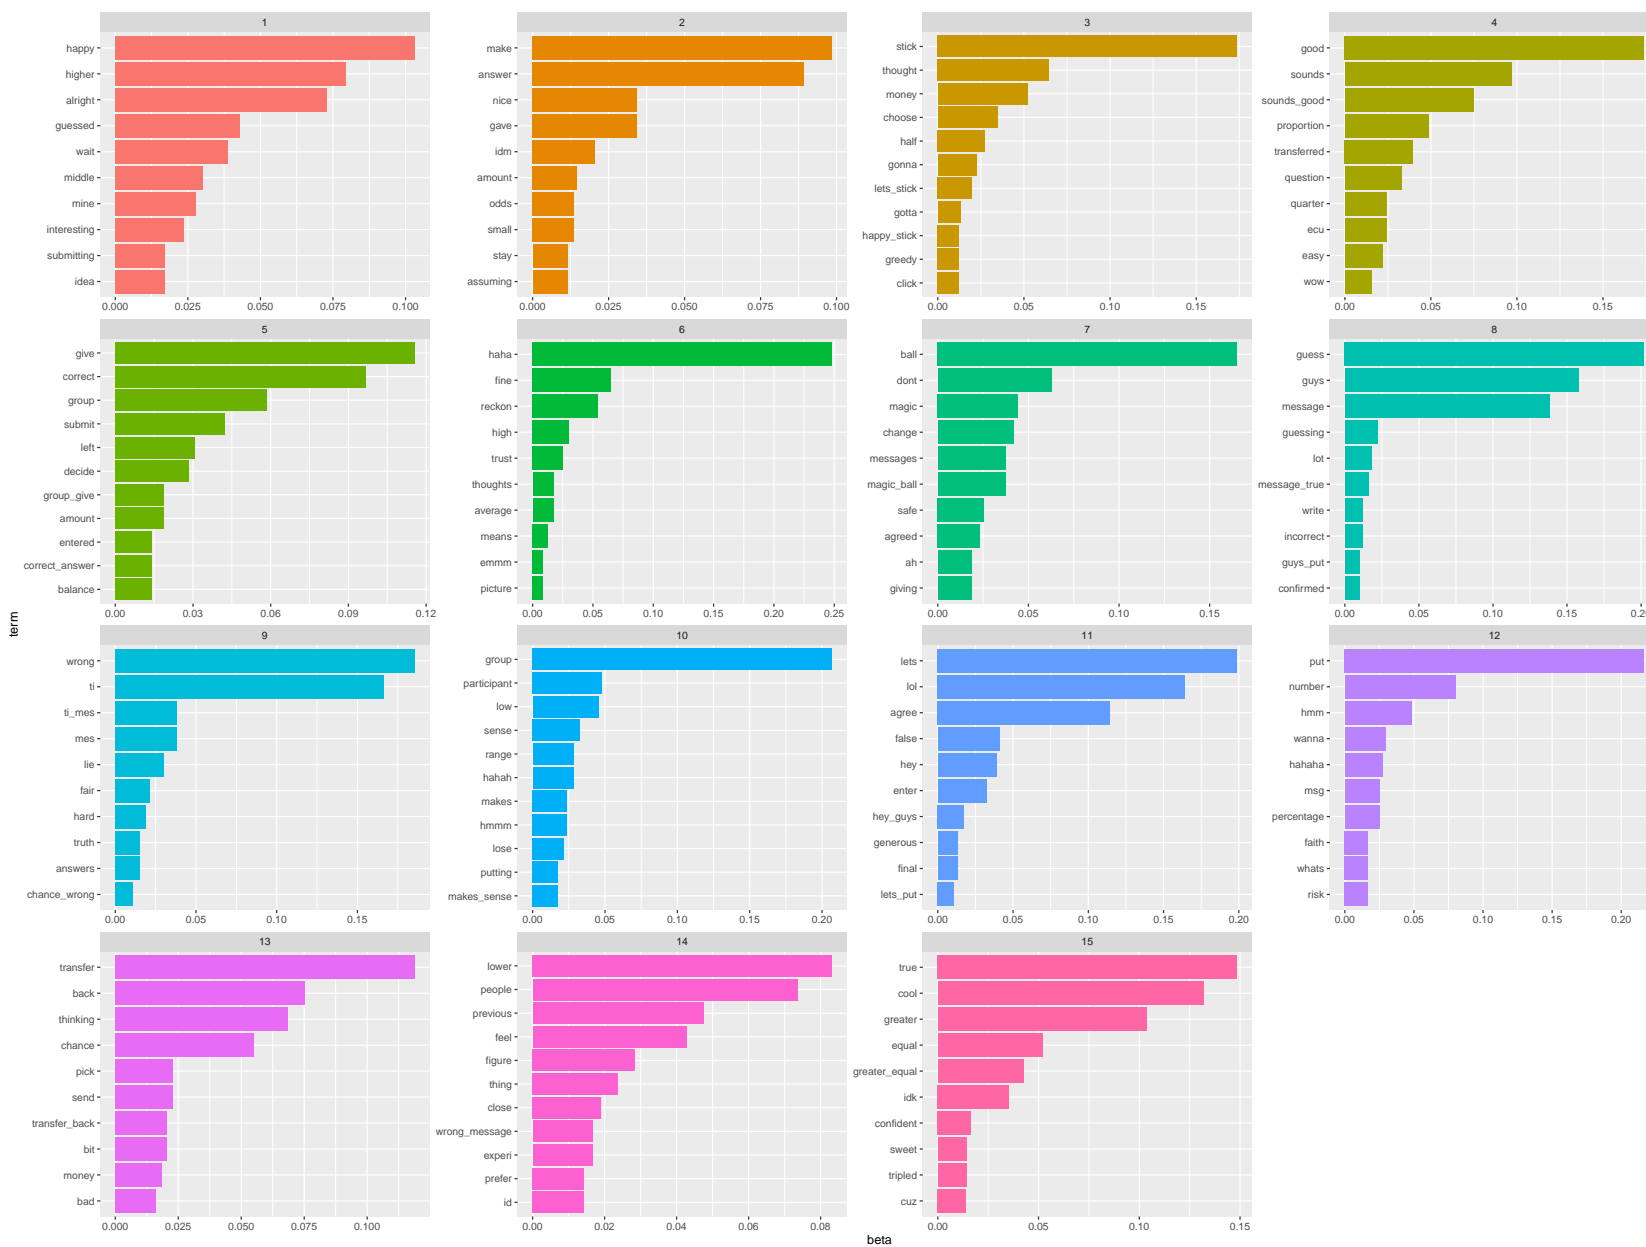 1
happy
higher
alright
guessed
wait
middle
mine
interesting
submitting
idea
0.000 0.025 0.050 0.075 0.100
2
make
answer
nice
gave
idm
amount
odds
small
stay
assuming
0.000 0.025 0.050 0.075 0.100
3
stick
thought
money
choose
half
gonna
lets_stick
gotta
happy_stick
greedy
click
0.00 0.05 0.10 0.15
4
good
sounds
sounds_good
proportion
transferred
question
quarter
ecu
easy
wow
0.00 0.05 0.10 0.15
5
give
correct
group
submit
left
decide
group_give
amount
entered
correct_answer
balance
0.00 0.03 0.06 0.09 0.12
6
haha
fine
reckon
high
trust
thoughts
average
means
emmm
picture
0.00 0.05 0.10 0.15 0.20 0.25
7
ball
dont
magic
change
messages
magic_ball
safe
agreed
ah
giving
0.00 0.05 0.10 0.15
8
guess
guys
message
guessing
lot
message_true
write
incorrect
guys_put
confirmed
0.00 0.05 0.10 0.15 0.20
term
9
wrong
ti
ti_mes
mes
lie
fair
hard
truth
answers
chance_wrong
0.00 0.05 0.10 0.15
10
group
participant
low
sense
range
hahah
makes
hmmm
lose
putting
makes_sense
0.00 0.05 0.10 0.15 0.20
11
lets
lol
agree
false
hey
enter
hey_guys
generous
final
lets_put
0.00 0.05 0.10 0.15 0.20
12
put
number
hmm
wanna
hahaha
msg
percentage
faith
whats
risk
0.00 0.05 0.10 0.15 0.20
13
transfer
back
thinking
chance
pick
send
transfer_back
bit
money
bad
0.000 0.025 0.050 0.075 0.100
14
lower
people
previous
feel
figure
thing
close
wrong_message
experi
prefer
id
0.00 0.02 0.04 0.06 0.08
15
true
cool
greater
equal
greater_equal
idk
confident
sweet
tripled
cuz
0.00 0.05 0.10 0.15
beta